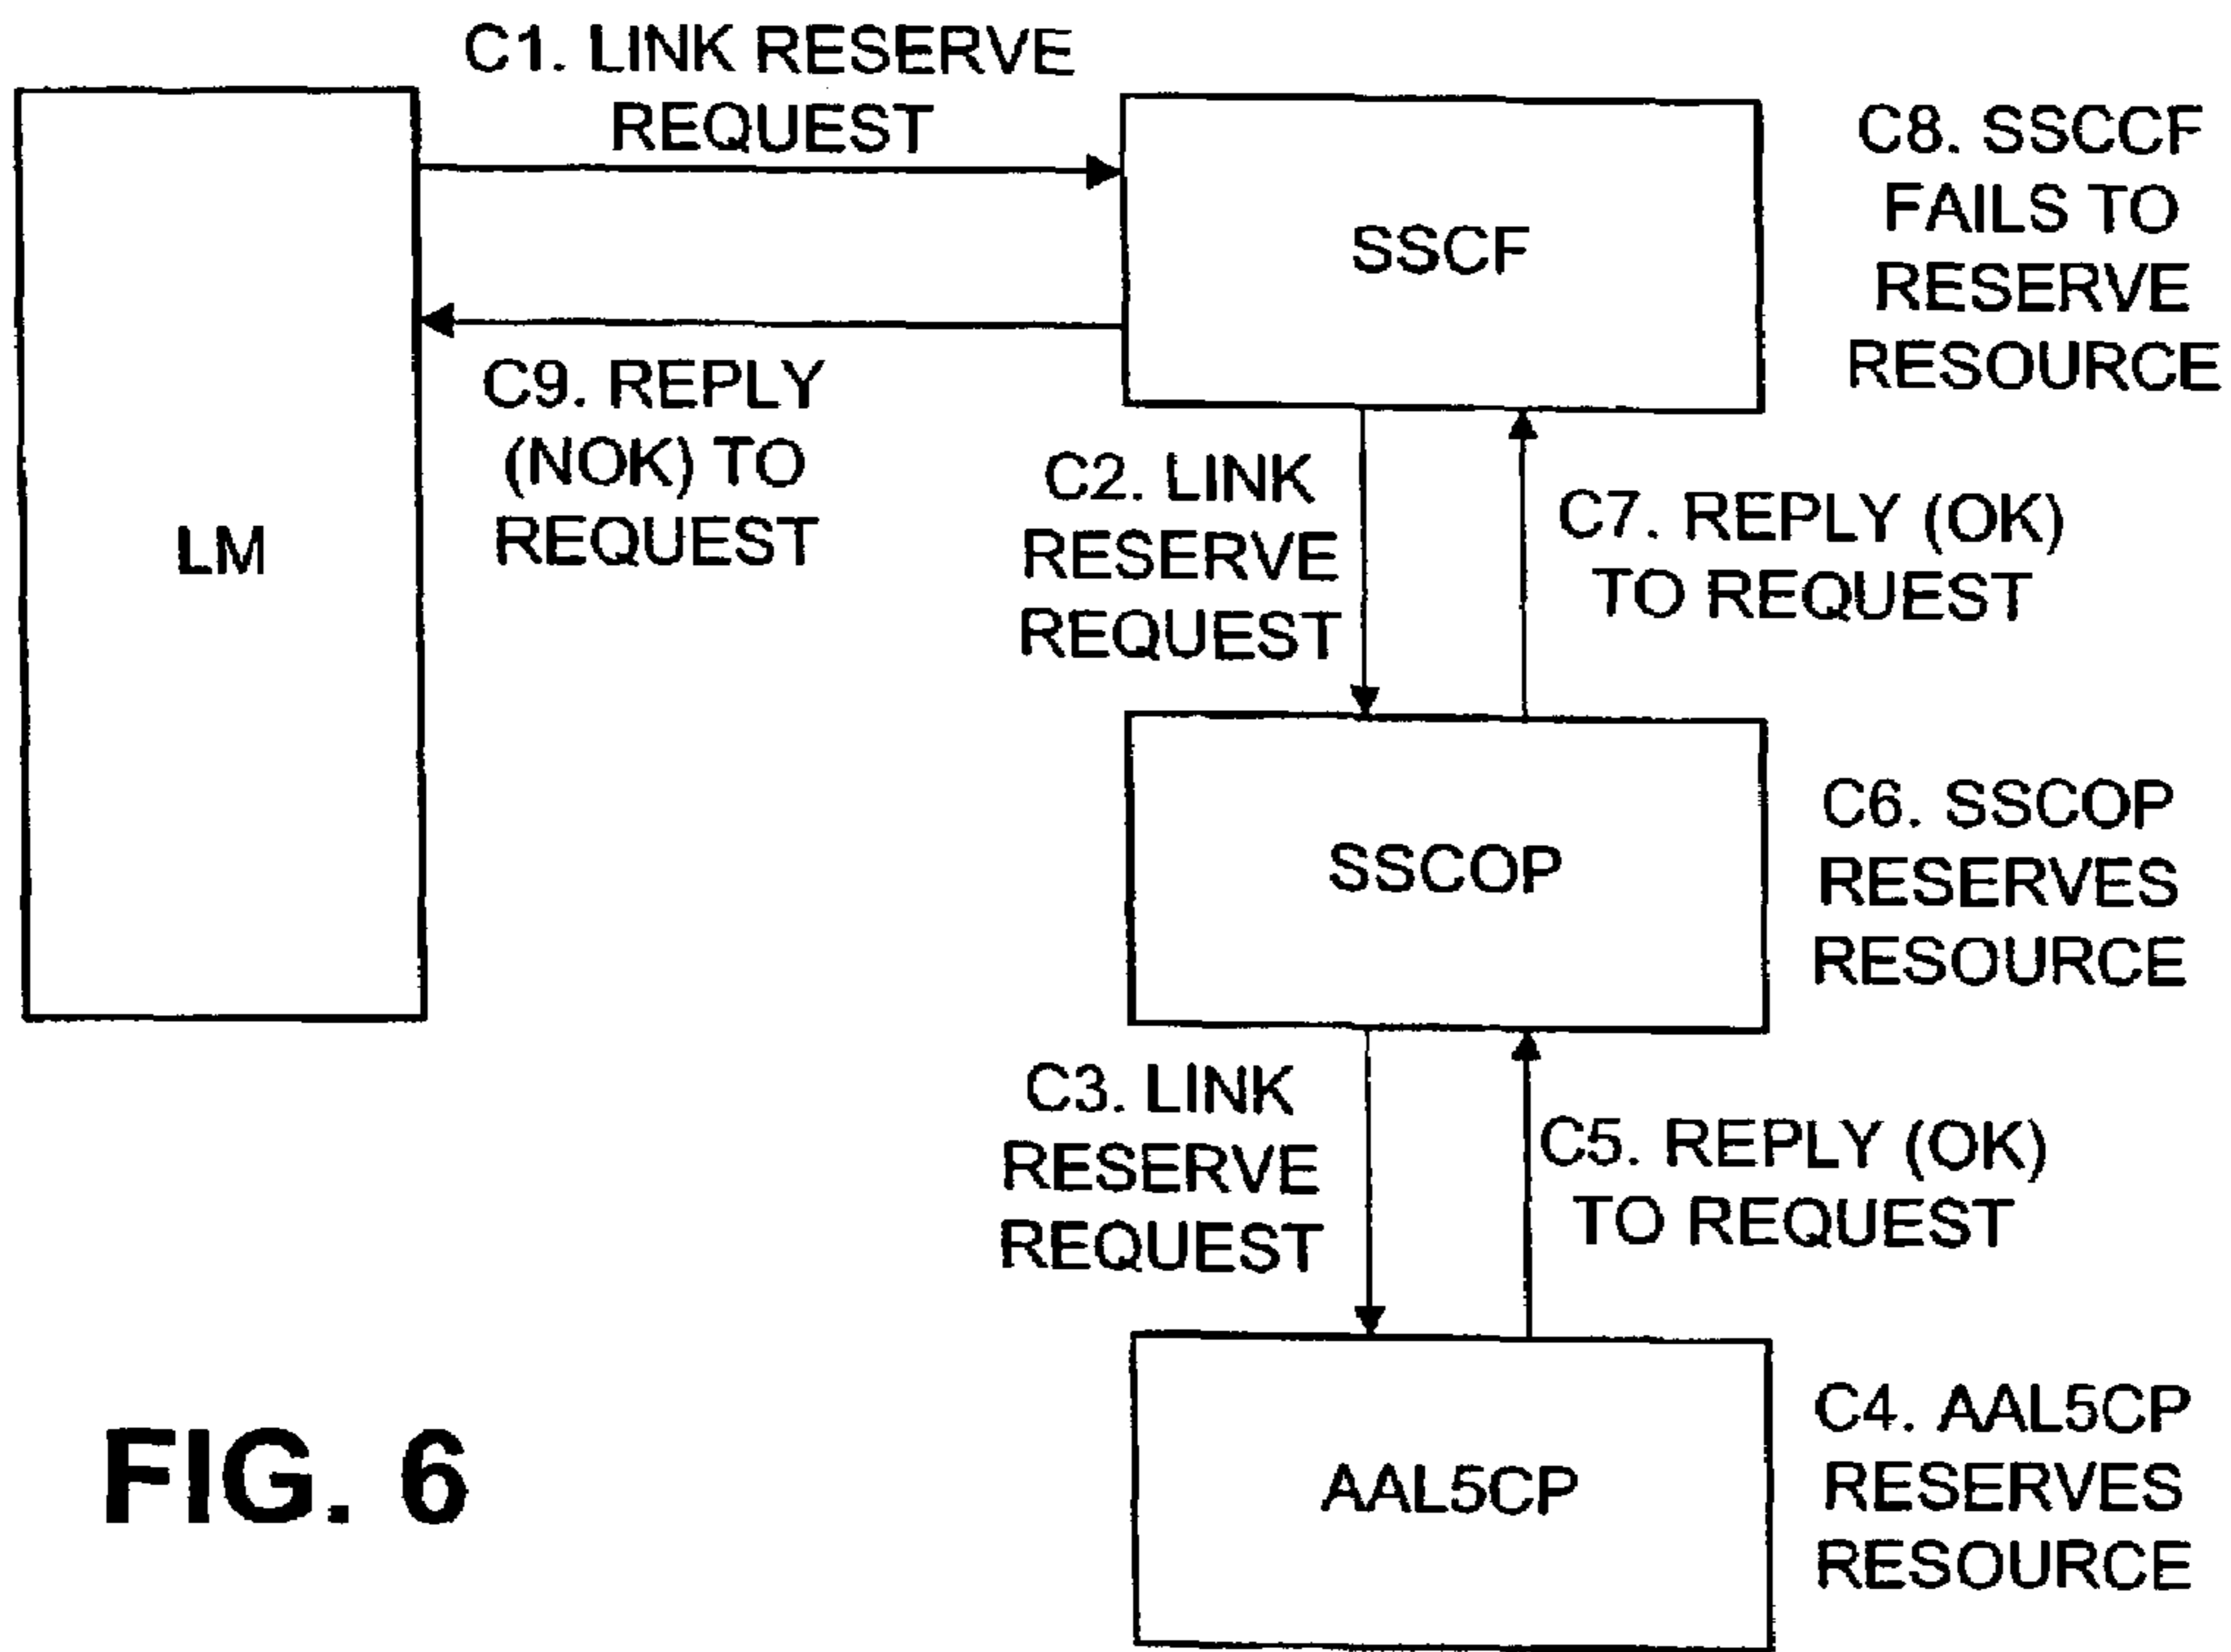 C1. LINK RESERVE
REQUEST
SSCF
C8. SSCCF
FAILS TO
RESERVE
RESOURCE
LM
C9. REPLY
(NOK) TO
REQUEST
C2. LINK
RESERVE
REQUEST
C7. REPLY (OK)
TO REQUEST
SSCOP
C6. SSCOP
RESERVES
RESOURCE
C3. LINK
RESERVE
REQUEST
C5. REPLY (OK)
TO REQUEST
AAL5CP
C4. AAL5CP
RESERVES
RESOURCE
FIG. 6